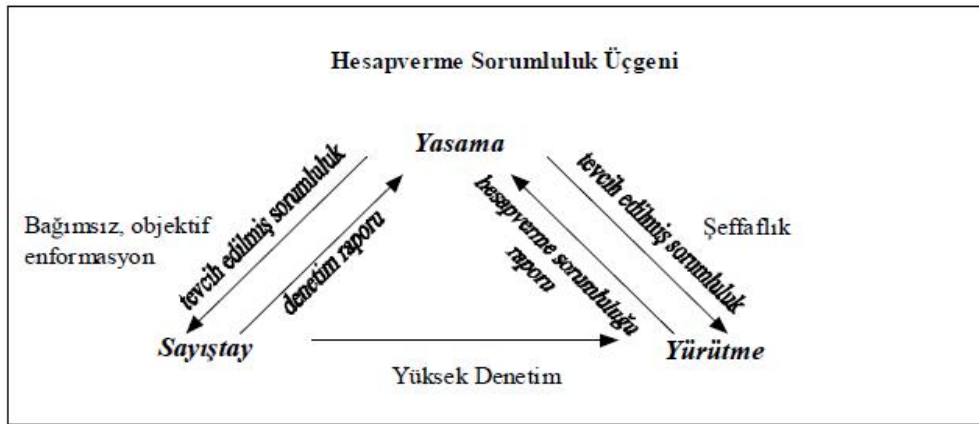 Hesapverme Sorumluluk Üçgeni
Yasama
tevcih edilmiş sorumluluk
denetim raporu
hesapverme sorumluluğu
raporu
tevcih edilmiş sorumluluk
Bağımsız, objektif
enformasyon
Şeffaflık
Sayıştay
Yürütme
Yüksek Denetim